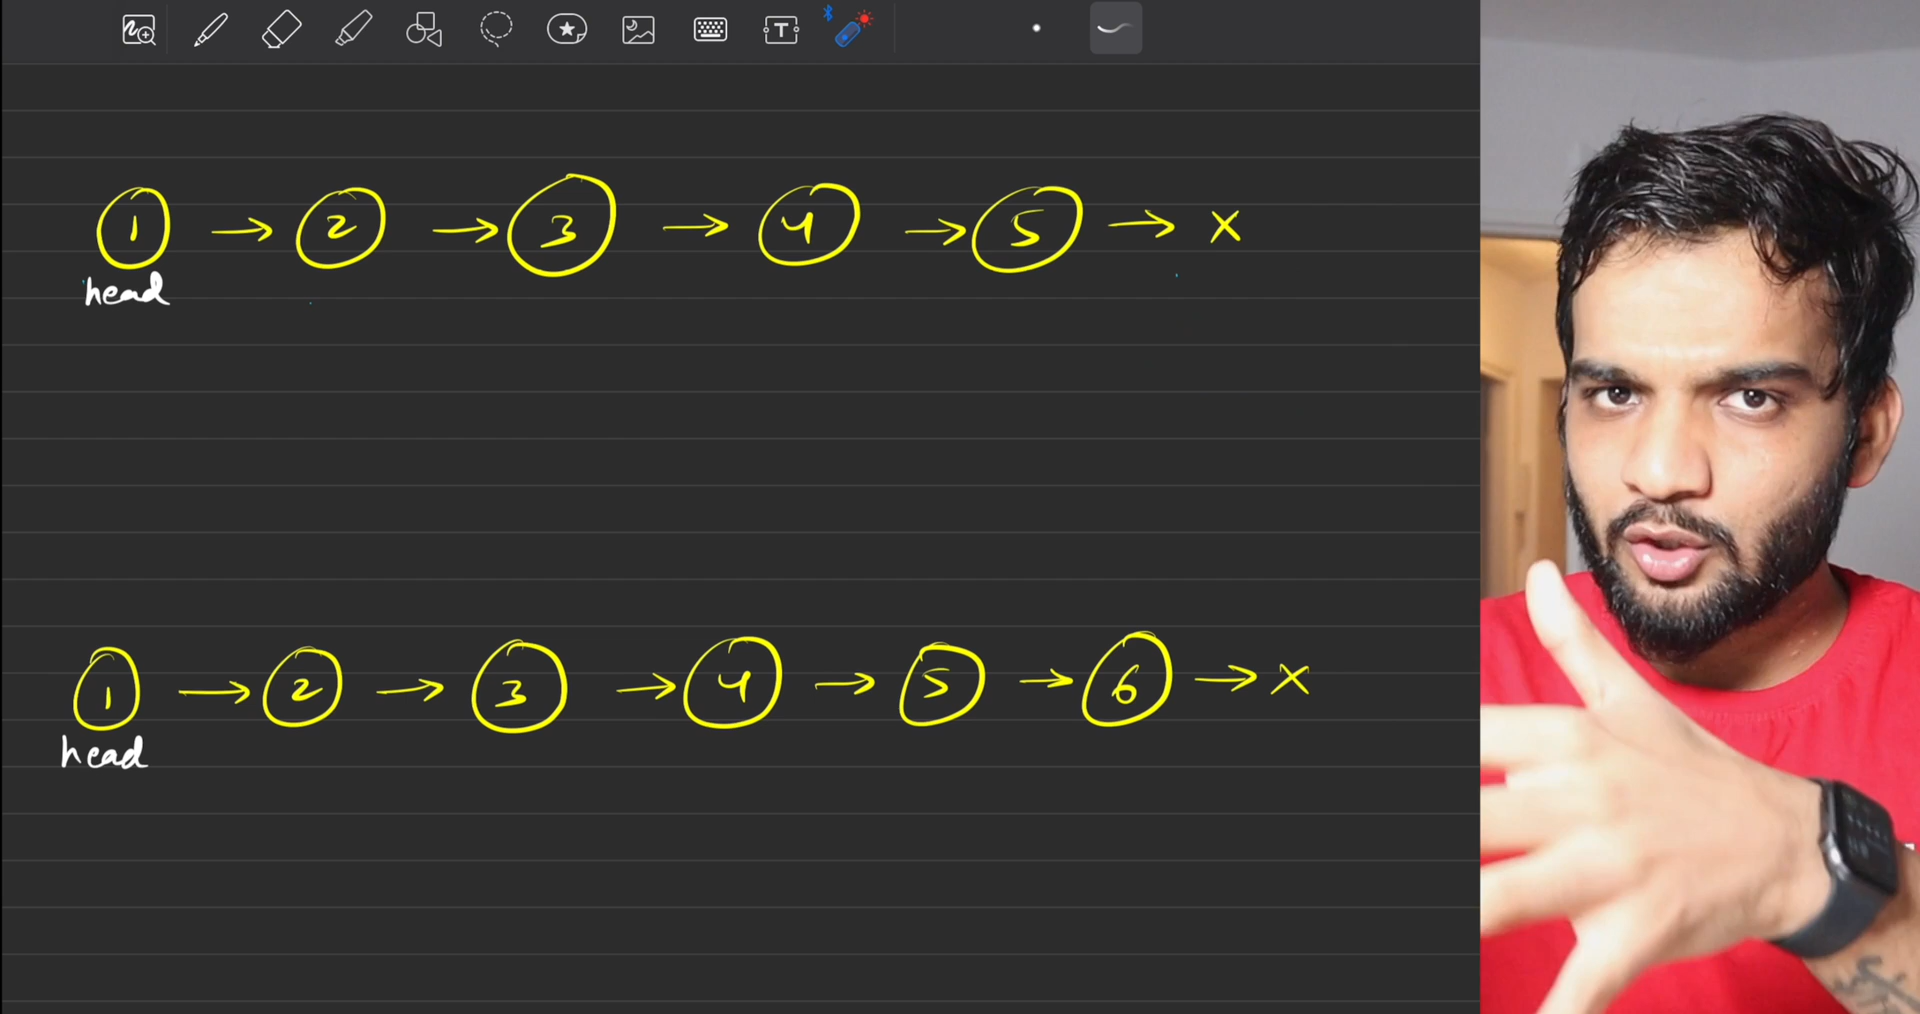 T
1 → 2 → 3 → 4 → 5 → X
head
1 → 2 → 3 → 4 → 5 → 6 → X
head